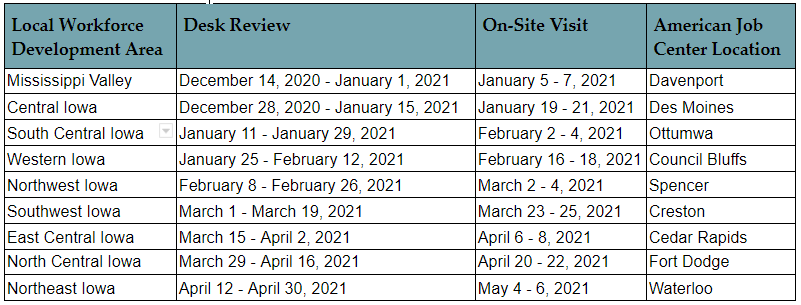 Local Workforce Development Area | Desk Review | On-Site Visit | American Job Center Location
Mississippi Valley | December 14, 2020 - January 1, 2021 | January 5 - 7, 2021 | Davenport
Central Iowa | December 28, 2020 - January 15, 2021 | January 19 - 21, 2021 | Des Moines
South Central Iowa | January 11 - January 29, 2021 | February 2 - 4, 2021 | Ottumwa
Western Iowa | January 25 - February 12, 2021 | February 16 - 18, 2021 | Council Bluffs
Northwest Iowa | February 8 - February 26, 2021 | March 2 - 4, 2021 | Spencer
Southwest Iowa | March 1 - March 19, 2021 | March 23 - 25, 2021 | Creston
East Central Iowa | March 15 - April 2, 2021 | April 6 - 8, 2021 | Cedar Rapids
North Central Iowa | March 29 - April 16, 2021 | April 20 - 22, 2021 | Fort Dodge
Northeast Iowa | April 12 - April 30, 2021 | May 4 - 6, 2021 | Waterloo